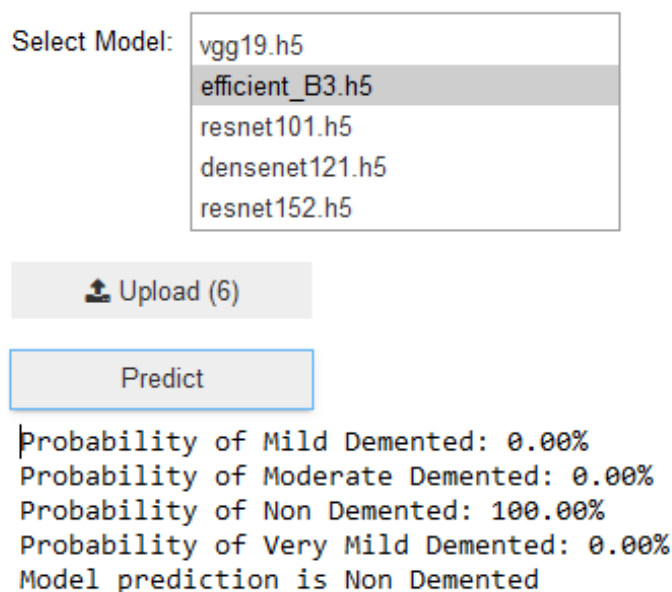 Select Model:
vgg19.h5
efficient_B3.h5
resnet101.h5
densenet121.h5
resnet152.h5
Upload (6)
Predict
Probability of Mild Demented: 0.00%
Probability of Moderate Demented: 0.00%
Probability of Non Demented: 100.00%
Probability of Very Mild Demented: 0.00%
Model prediction is Non Demented